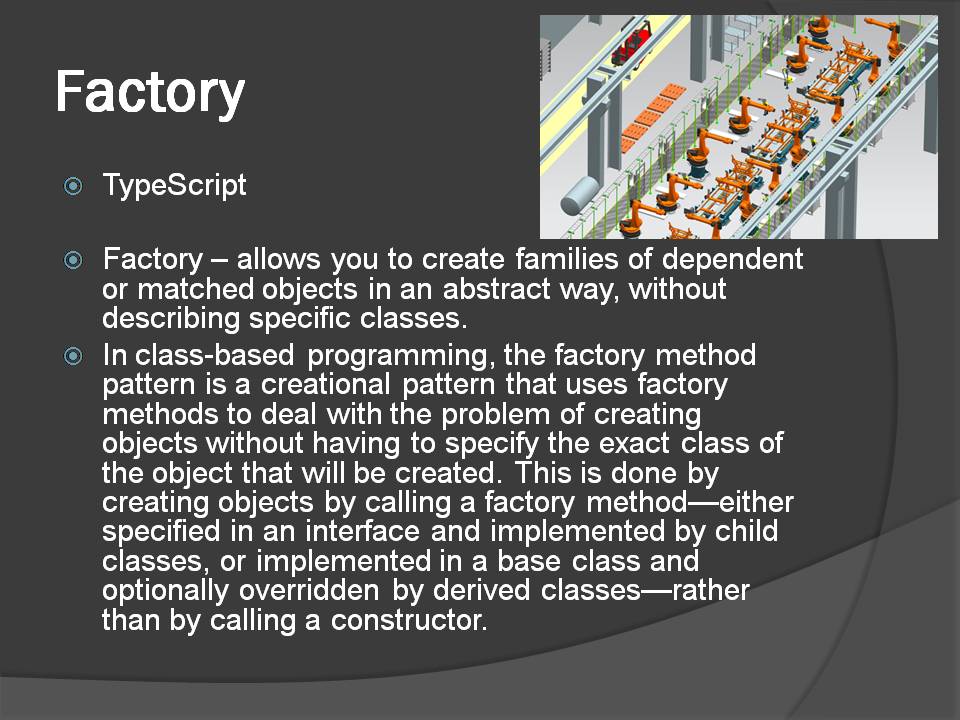 Factory
TypeScript
Factory – allows you to create families of dependent
or matched objects in an abstract way, without
describing specific classes.
In class-based programming, the factory method
pattern is a creational pattern that uses factory
methods to deal with the problem of creating
objects without having to specify the exact class of
the object that will be created. This is done by
creating objects by calling a factory method—either
specified in an interface and implemented by child
classes, or implemented in a base class and
optionally overridden by derived classes—rather
than by calling a constructor.